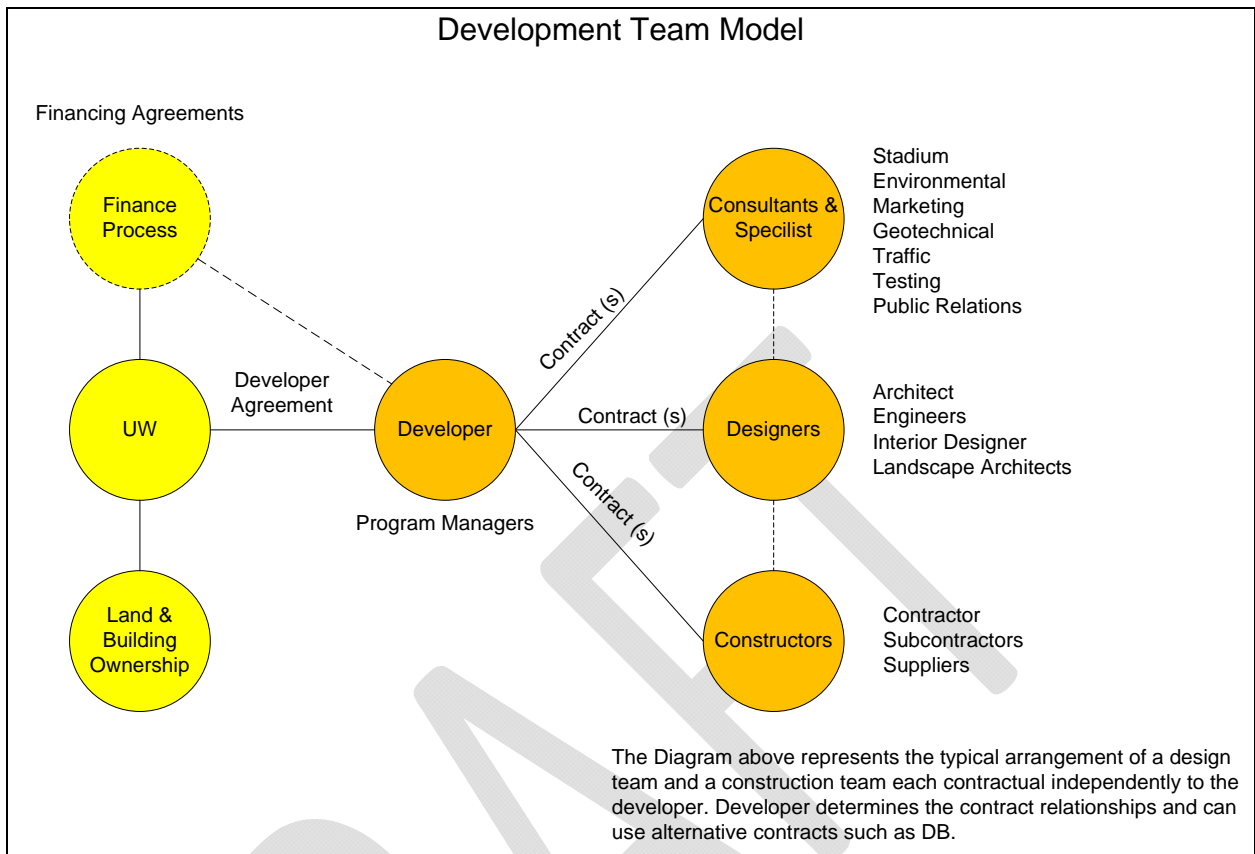 Development Team Model
Financing Agreements
Finance
Process
Consultants &
Specilist
Stadium
Environmental
Marketing
Geotechnical
Traffic
Testing
Public Relations
Contract (s)
UW
Developer
Agreement
Developer
Contract (s)
Designers
Architect
Engineers
Interior Designer
Landscape Architects
Program Managers
Contract (s)
Land &
Building
Ownership
Constructors
Contractor
Subcontractors
Suppliers
The Diagram above represents the typical arrangement of a design
team and a construction team each contractual independently to the
developer. Developer determines the contract relationships and can
use alternative contracts such as DB.
DRAFT